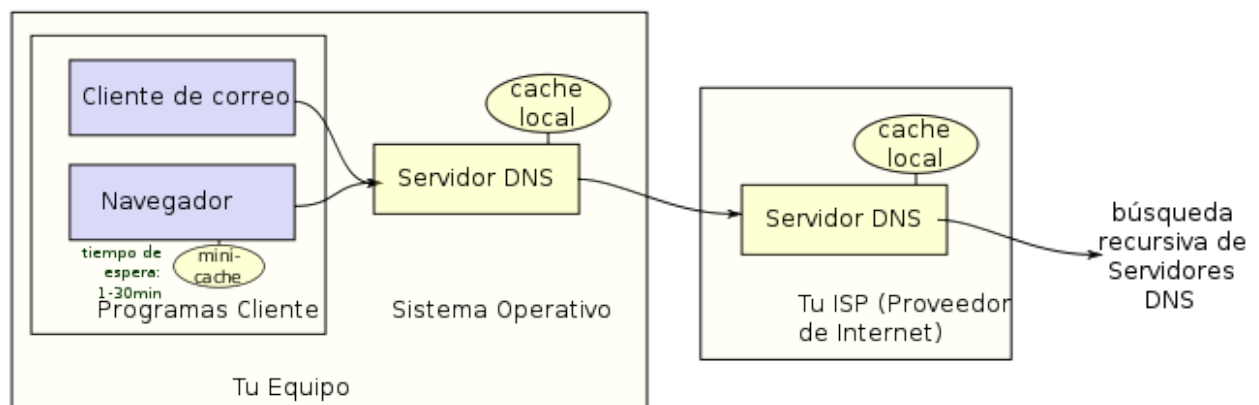 Cliente de correo
Navegador
tiempo de
espera:
1-30min
mini-
cache
Programas Cliente
cache
local
Servidor DNS
Sistema Operativo
Tu Equipo
cache
local
Servidor DNS
Tu ISP (Proveedor
de Internet)
búsqueda
recursiva de
Servidores
DNS